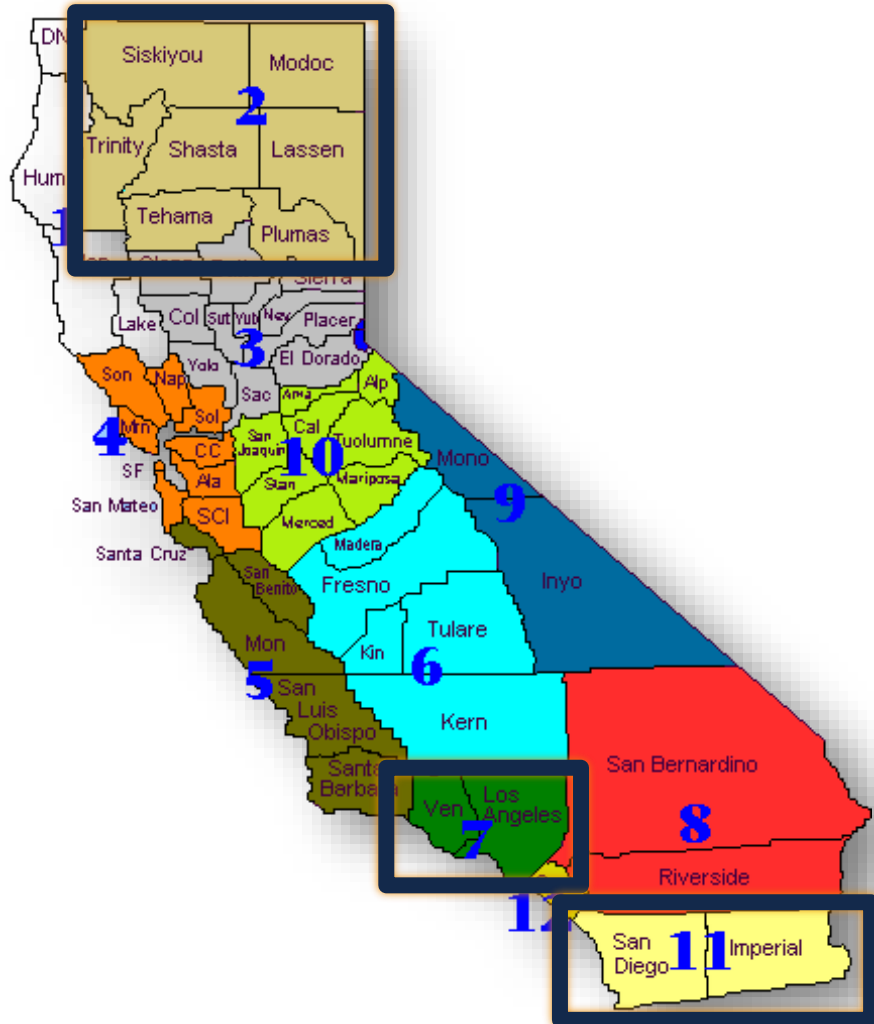 DN
Siskiyou
Modoc
2
Trinity
Shasta
Lassen
Hum
Tehama
1
Plumas
Sierra
Lake
Col
Sut
Yub
Nev
Placer
3
Yolo
El Dorado
Son
Nap
Sac
Alp
Ama
Sol
Mrn
4
Cal
San
Joaquin
Tuolumne
10
CC
SF
Ala
Stan
Mariposa
Mono
9
San Mateo
SCl
Merced
Santa Cruz
Madera
San
Benito
Fresno
Inyo
Mon
Tulare
Kin
6
5
San
Luis
Obispo
Kern
Santa
Barbara
San Bernardino
Ven
Los
Angeles
7
8
Riverside
12
San
Diego
11
Imperial